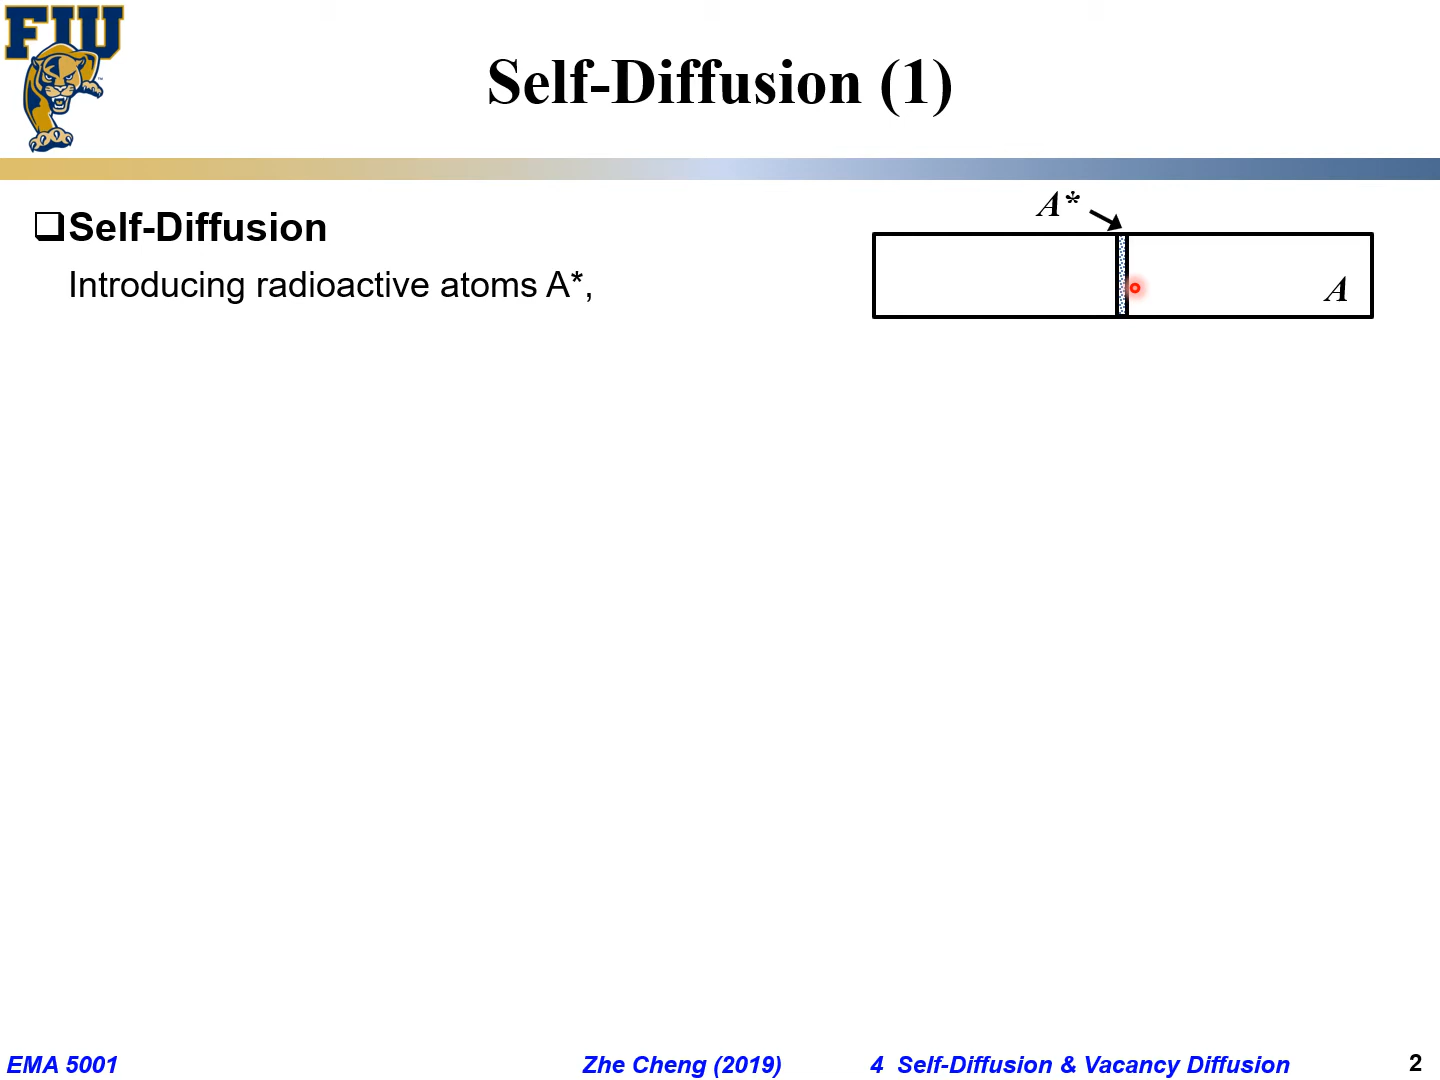 FIU
Self-Diffusion (1)
Self-Diffusion
A*
Introducing radioactive atoms A*,
A
EMA 5001
Zhe Cheng (2019)
4 Self-Diffusion & Vacancy Diffusion
2